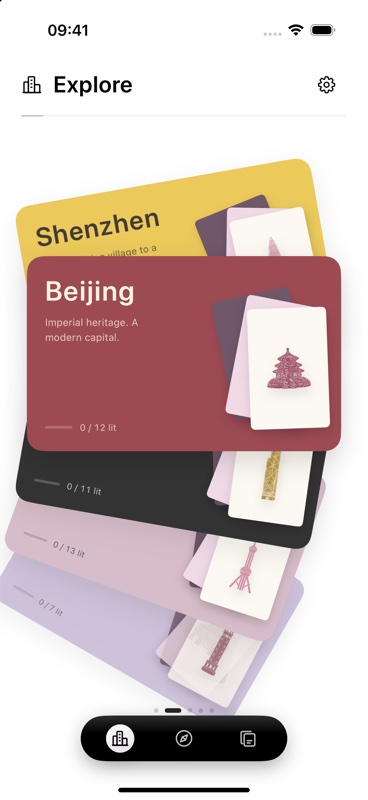 09:41
Explore
Shenzhen
village to a
Beijing
Imperial heritage. A
modern capital.
0 / 12 lit
0 / 11 lit
0 / 13 lit
0 / 7 lit